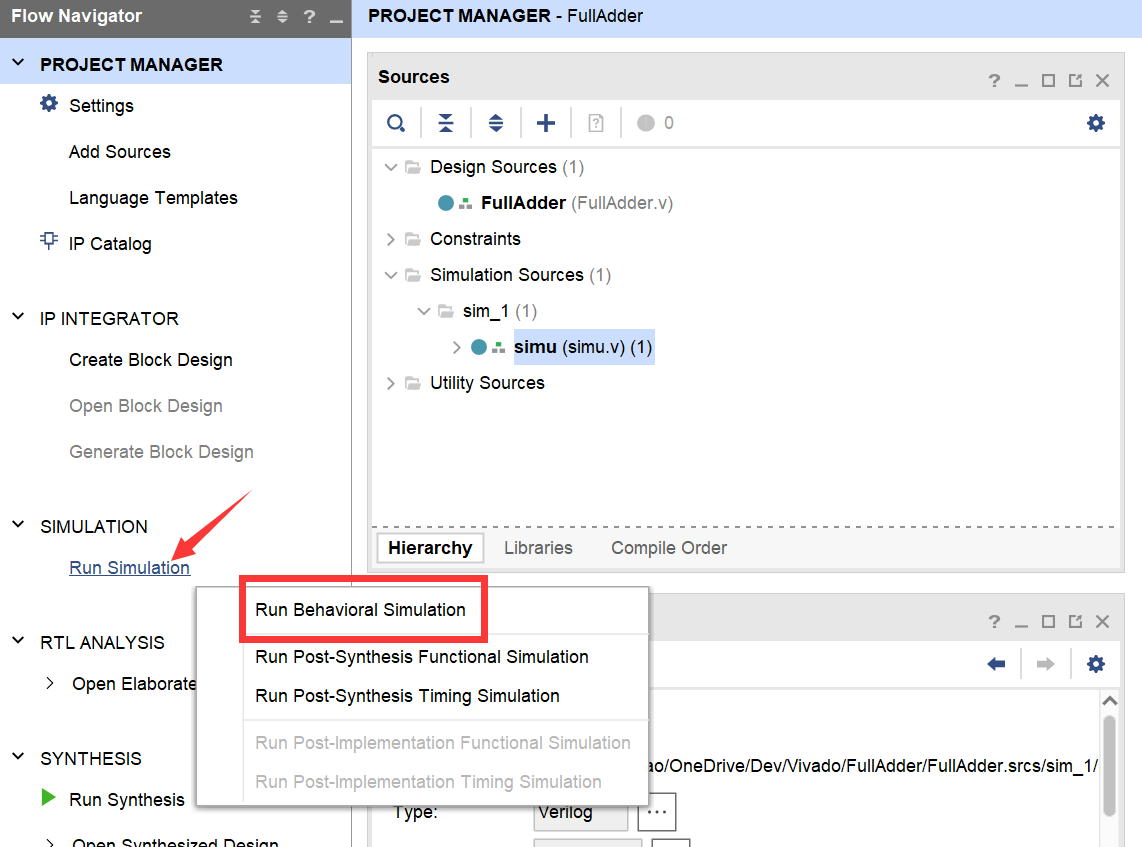 Flow Navigator
?
PROJECT MANAGER
Settings
Add Sources
Language Templates
IP Catalog
IP INTEGRATOR
Create Block Design
Open Block Design
Generate Block Design
SIMULATION
Run Simulation
Run Behavioral Simulation
Run Post-Synthesis Functional Simulation
Run Post-Synthesis Timing Simulation
Run Post-Implementation Functional Simulation
Run Post-Implementation Timing Simulation
RTL ANALYSIS
Open Elaborate
SYNTHESIS
Run Synthesis
Open Synthesized Design
PROJECT MANAGER - FullAdder
Sources
?
? 0
Design Sources (1)
FullAdder (FullAdder.v)
Constraints
Simulation Sources (1)
sim_1 (1)
simu (simu.v) (1)
Utility Sources
Hierarchy Libraries Compile Order
?
ao/OneDrive/Dev/Vivado/FullAdder/FullAdder.srcs/sim_1/
Type: Verilog ...